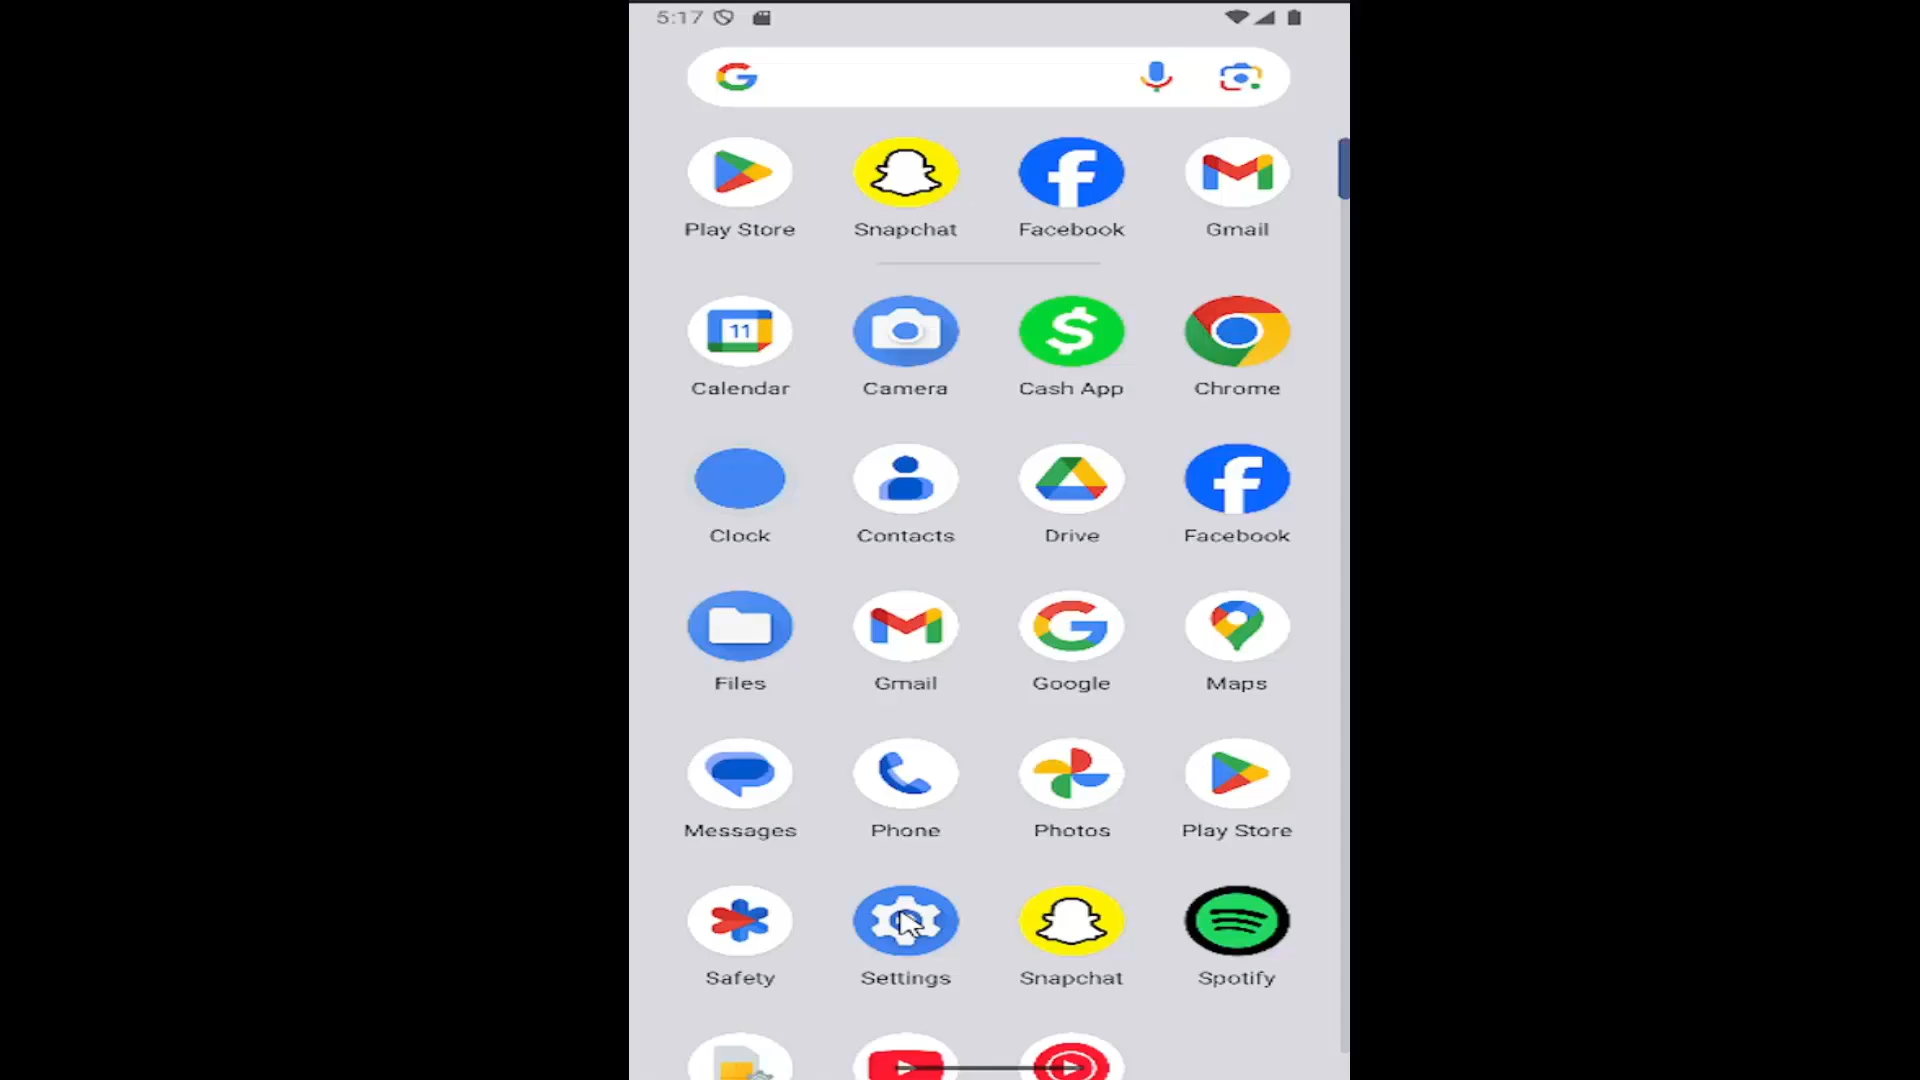 5:17
Play Store Snapchat Facebook Gmail
11
Calendar Camera Cash App Chrome
Clock Contacts Drive Facebook
Files Gmail Google Maps
Messages Phone Photos Play Store
Safety Settings Snapchat Spotify